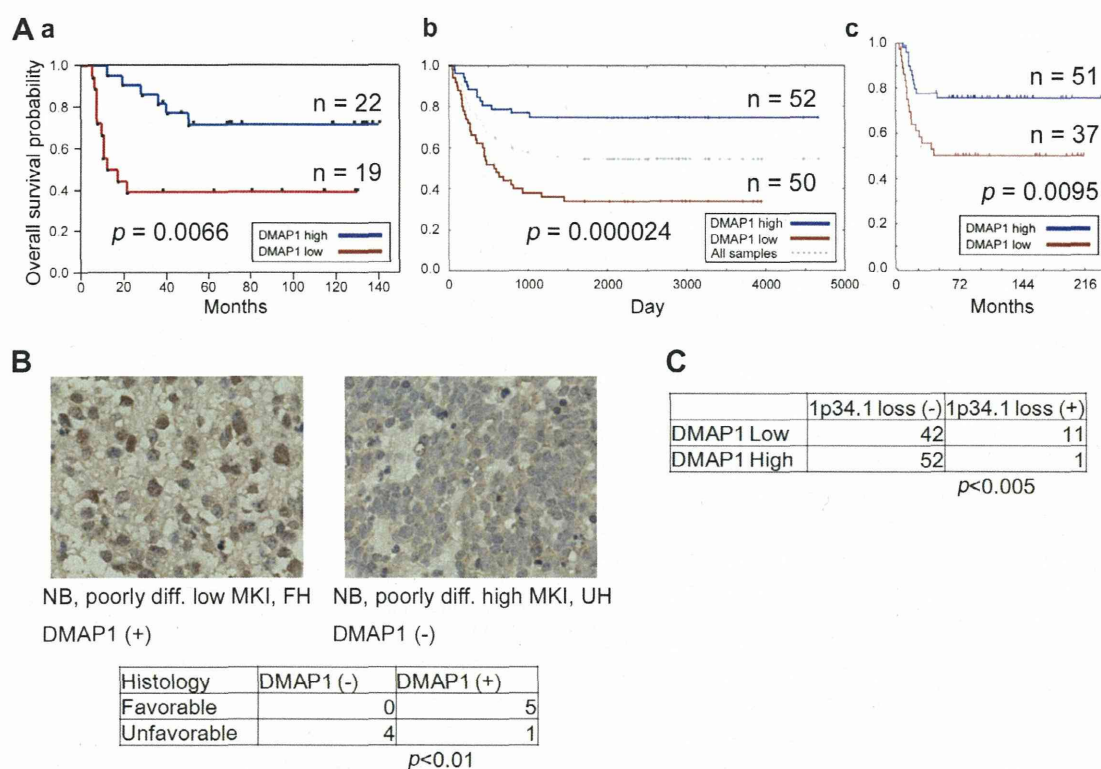 A a
Overall survival probability
1.0
0.8
0.6
0.4
0.2
0.0
0 20 40 60 80 100 120 140
Months
n = 22
n = 19
p = 0.0066
DMAP1 high
DMAP1 low
b
1.0
0.8
0.6
0.4
0.2
0.0
0 1000 2000 3000 4000 5000
Day
n = 52
n = 50
p = 0.000024
DMAP1 high
DMAP1 low
All samples
c
1.0
0.8
0.6
0.4
0.2
0.0
0 72 144 216
Months
n = 51
n = 37
p = 0.0095
DMAP1 high
DMAP1 low
B
NB, poorly diff. low MKI, FH
DMAP1 (+)
NB, poorly diff. high MKI, UH
DMAP1 (-)
Histology DMAP1 (-) DMAP1 (+)
Favorable 0 5
Unfavorable 4 1
p<0.01
C
1p34.1 loss (-) 1p34.1 loss (+)
DMAP1 Low 42 11
DMAP1 High 52 1
p<0.005